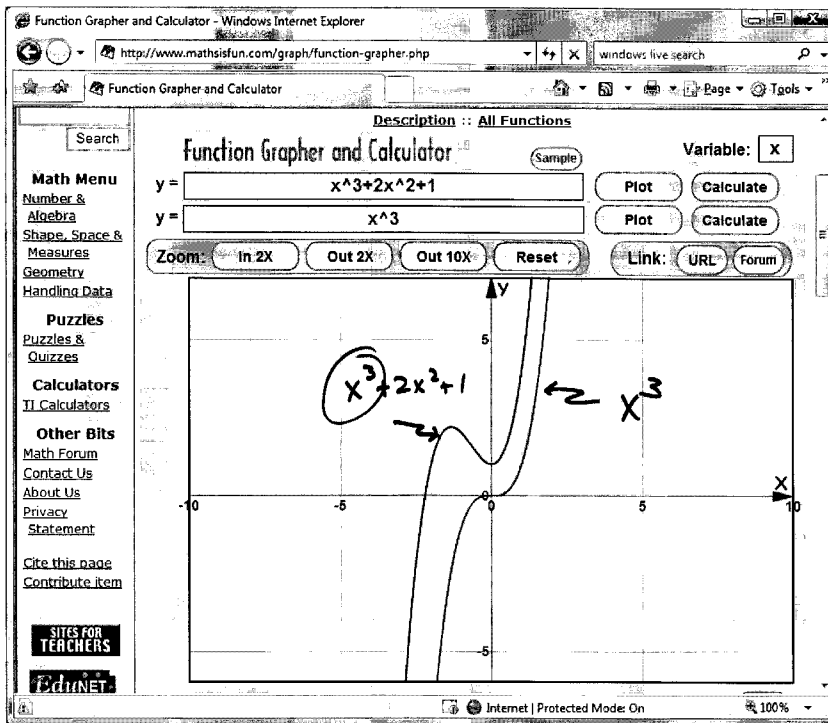 Function Grapher and Calculator - Windows Internet Explorer
http://www.mathsisfun.com/graph/function-grapher.php
windows live search
Function Grapher and Calculator
Page
Tools
Description :: All Functions
Search
Function Grapher and Calculator
Sample
Variable: X
Math Menu
Number &
Algebra
Shape, Space &
Measures
Geometry
Handling Data
Puzzles
Puzzles &
Quizzes
Calculators
TI Calculators
Other Bits
Math Forum
Contact Us
About Us
Privacy
Statement
Cite this page
Contribute item
SITES FOR
TEACHERS
EduNET
y = x^3+2x^2+1 Plot Calculate
y = x^3 Plot Calculate
Zoom: In 2X Out 2X Out 10X Reset Link: URL Forum
Y
5
x³+2x²+1
x³
X
-10 -5 0 5 10
-5
Internet | Protected Mode: On
100%